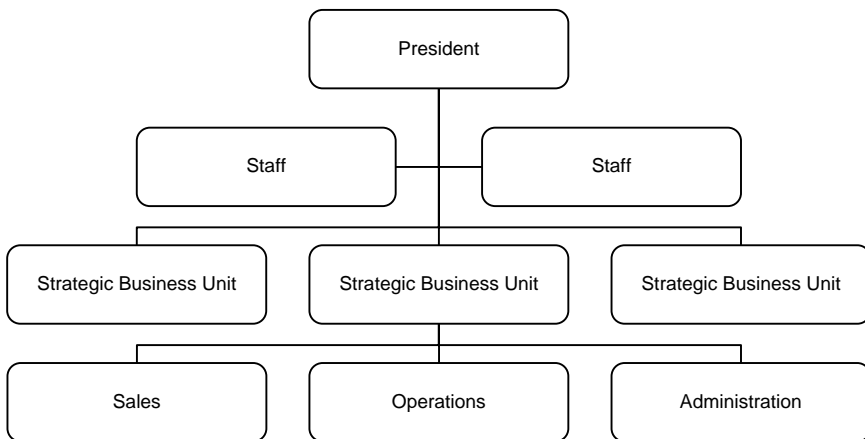 President
Staff
Staff
Strategic Business Unit
Strategic Business Unit
Strategic Business Unit
Sales
Operations
Administration